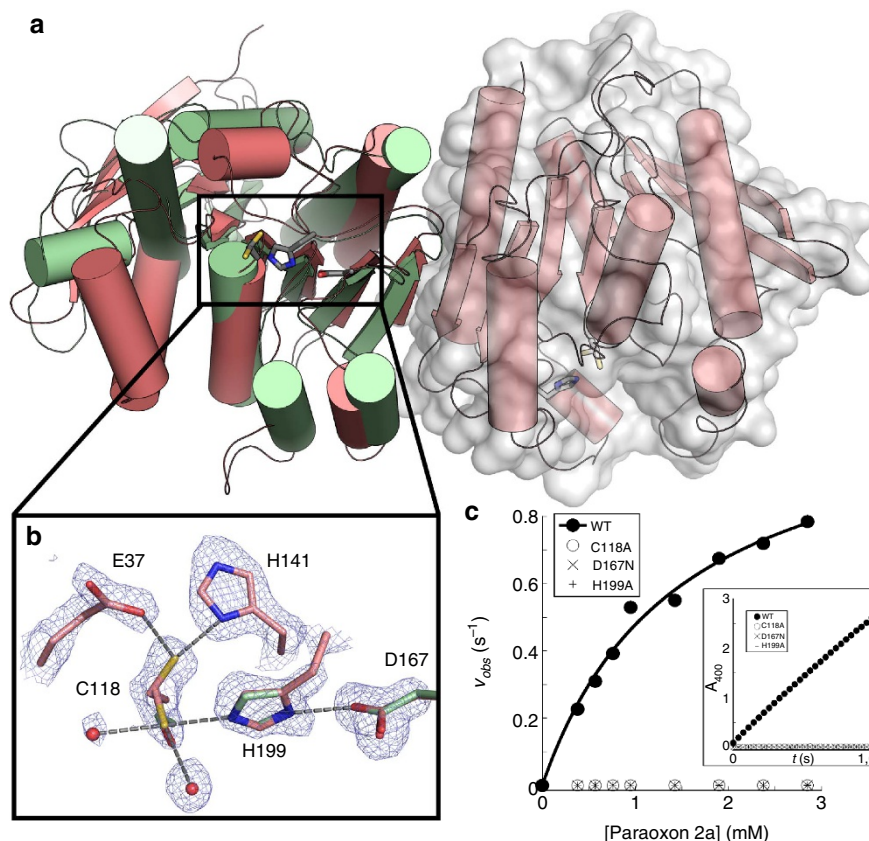 a
b
E37
H141
C118
D167
H199
c
0.8
0.6
0.4
0.2
0
WT
C118A
D167N
H199A
v_obs (s⁻¹)
0
1
2
3
[Paraoxon 2a] (mM)
3
2
1
0
A₄₀₀
WT
C118A
D167N
H199A
0
t (s)
1,